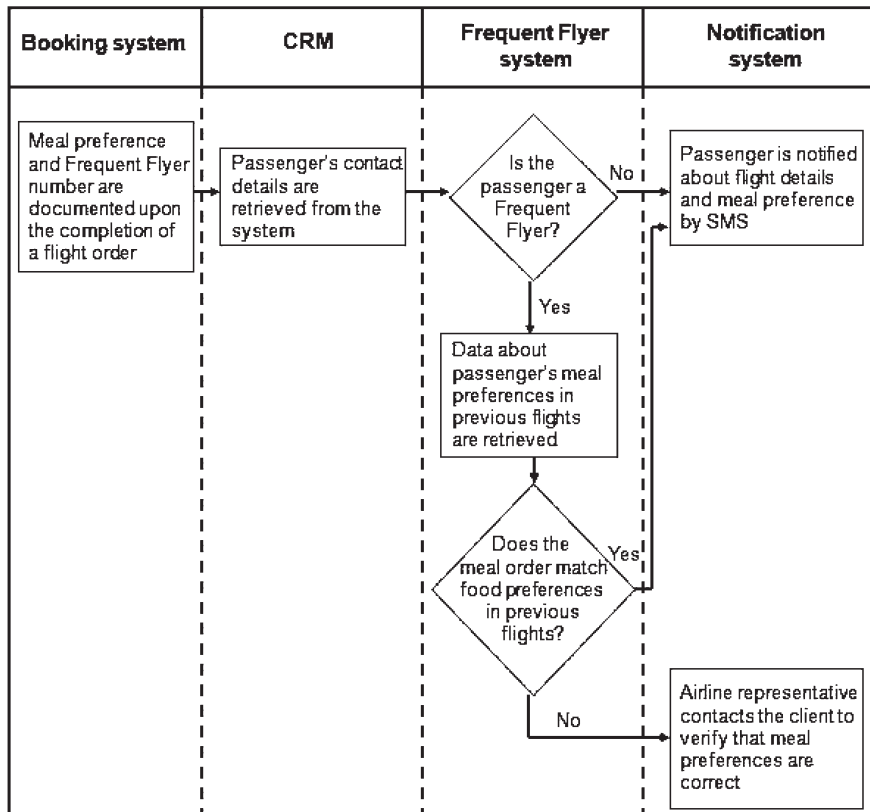 Booking system
CRM
Frequent Flyer
system
Notification
system
Meal preference
and Frequent Flyer
number are
documented upon
the completion of
a flight order
Passenger's contact
details are
retrieved from the
system
Is the
passenger a
Frequent
Flyer?
No
Passenger is notified
about flight details
and meal preference
by SMS
Yes
Data about
passenger's meal
preferences in
previous flights
are retrieved
Does the
meal order match
food preferences
in previous
flights?
Yes
No
Airline representative
contacts the client to
verify that meal
preferences are
correct